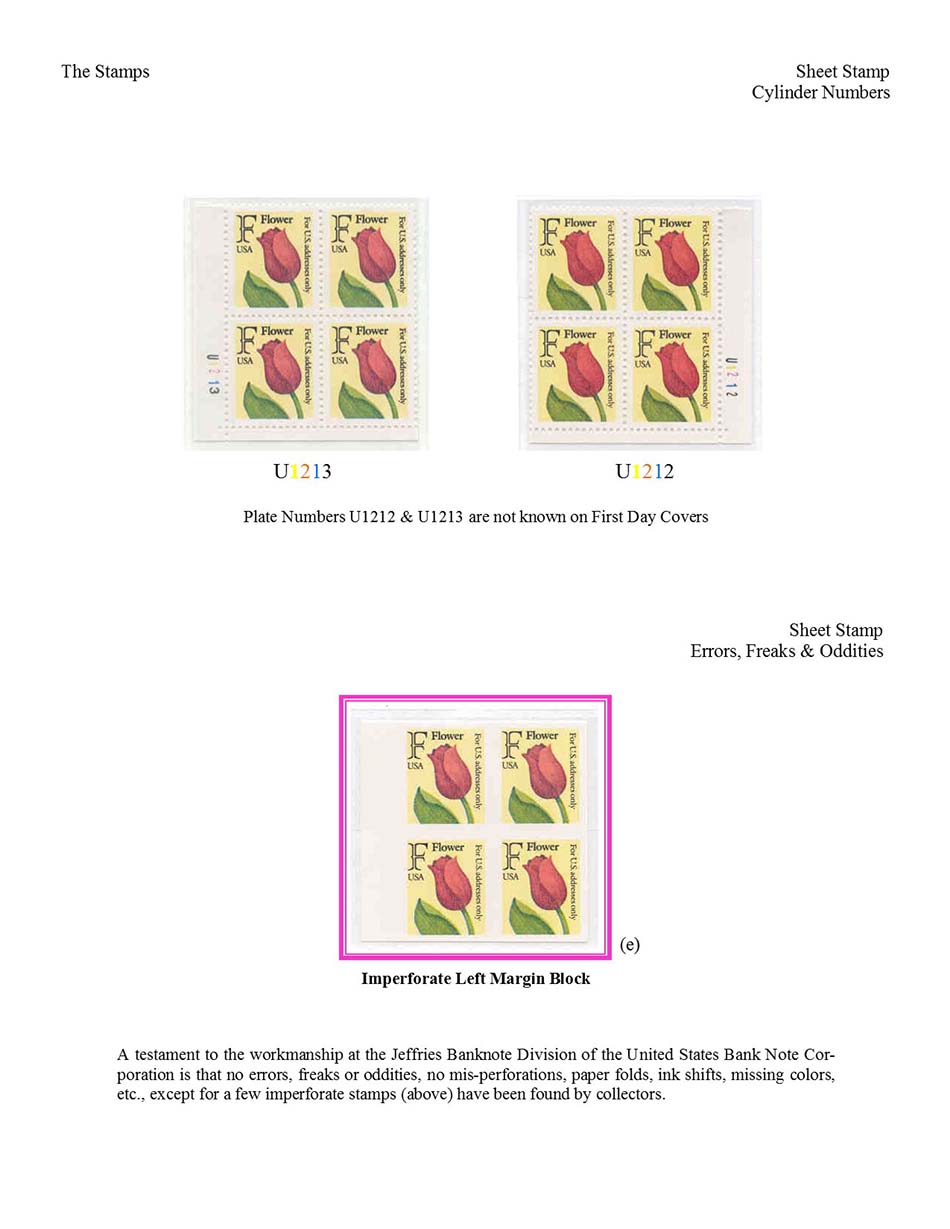 The Stamps
Sheet Stamp
Cylinder Numbers
F Flower For U.S. addresses only
USA
F Flower For U.S. addresses only
USA
F Flower For U.S. addresses only
USA
F Flower For U.S. addresses only
USA
U1213
F Flower For U.S. addresses only
USA
F Flower For U.S. addresses only
USA
F Flower For U.S. addresses only
USA
F Flower For U.S. addresses only
USA
U1212
U1213
U1212
Plate Numbers U1212 & U1213 are not known on First Day Covers
Sheet Stamp
Errors, Freaks & Oddities
F Flower For U.S. addresses only
USA
F Flower For U.S. addresses only
USA
F Flower For U.S. addresses only
USA
F Flower For U.S. addresses only
USA
(e)
Imperforate Left Margin Block
A testament to the workmanship at the Jeffries Banknote Division of the United States Bank Note Cor-
poration is that no errors, freaks or oddities, no mis-perforations, paper folds, ink shifts, missing colors,
etc., except for a few imperforate stamps (above) have been found by collectors.